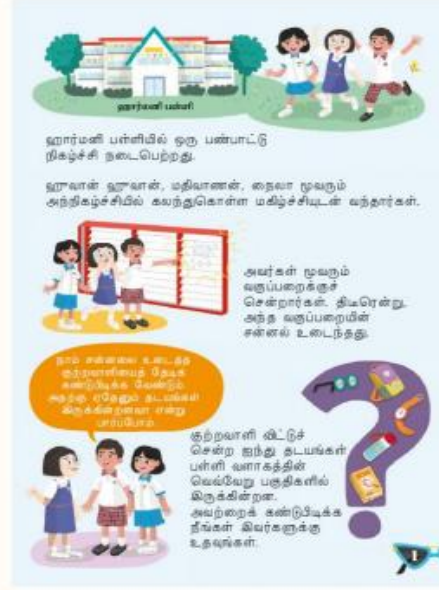 ஹார்மனி பள்ளி
ஹார்மனி பள்ளியில் ஒரு பண்பாட்டு
நிகழ்ச்சி நடைபெற்றது.
ஹுவான் ஹுவான், மதிவாணன், நைலா மூவரும்
அந்நிகழ்ச்சியில் கலந்துகொள்ள மகிழ்ச்சியுடன் வந்தார்கள்.
அவர்கள் மூவரும்
வகுப்பறைக்குச்
சென்றார்கள். திடீரென்று,
அந்த வகுப்பறையின்
சன்னல் உடைந்தது.
நாம் சன்னலை உடைத்த
குற்றவாளியைத் தேடிக்
கண்டுபிடிக்க வேண்டும்.
அதற்கு ஏதேனும் தடயங்கள்
இருக்கின்றனவா என்று
பார்ப்போம்
குற்றவாளி விட்டுச்
சென்ற ஐந்து தடயங்கள்
பள்ளி வளாகத்தின்
வெவ்வேறு பகுதிகளில்
இருக்கின்றன.
அவற்றைக் கண்டுபிடிக்க
நீங்கள் இவர்களுக்கு
உதவுங்கள்.
1